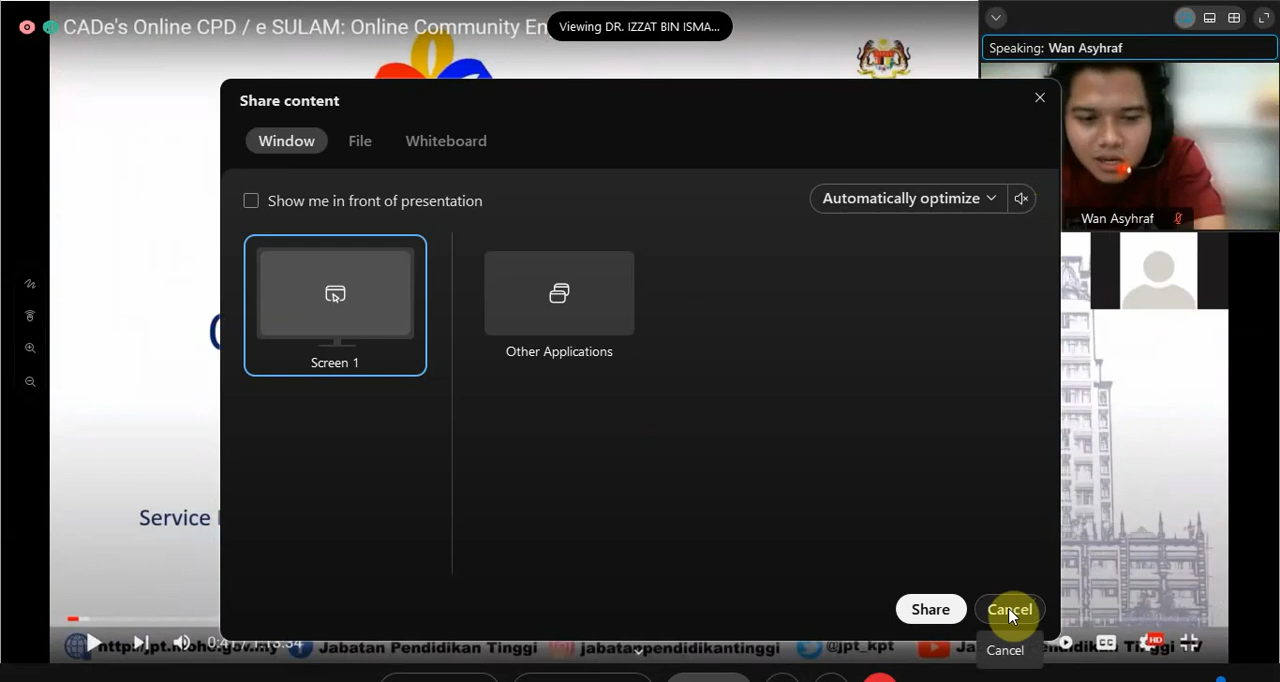 CADe's Online CPD / e SULAM: Online Community En
Viewing DR. IZZAT BIN ISMA...
Speaking: Wan Asyhraf
Share content
Window
File
Whiteboard
Show me in front of presentation
Automatically optimize
Wan Asyhraf
Screen 1
Other Applications
Service
Share
Cancel
Cancel
CC
HD
Jabatan Pendidikan Tinggi
jabatanpendidikantinggi
@jpt_kpt